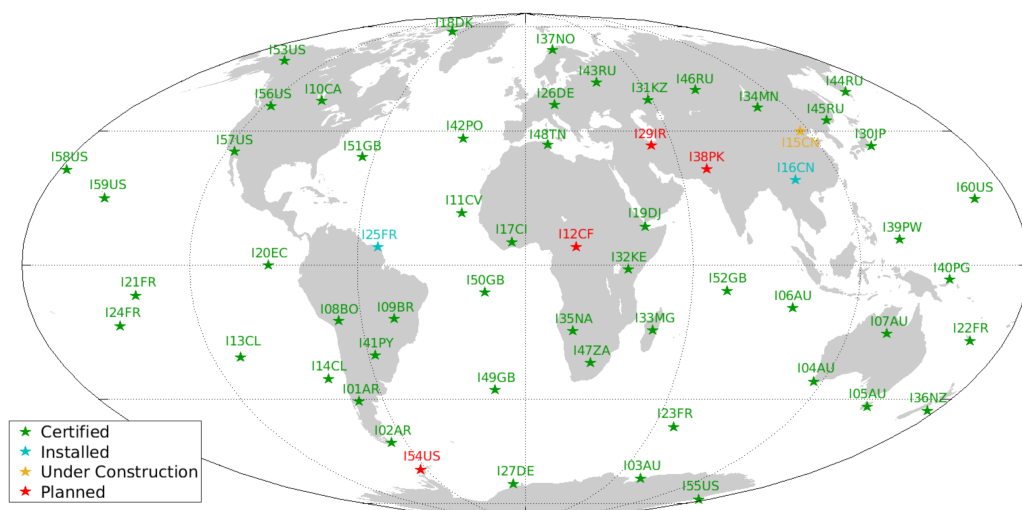 I18DK
I37NO
I53US
I43RU
I46RU
I44RU
I56US
I10CA
I26DE
I31KZ
I34MN
I45RU
I42PO
I48TN
I29IR
I15CN
I30JP
I57US
I51GB
I58US
I38PK
I16CN
I59US
I60US
I11CV
I19DJ
I25FR
I17CI
I12CF
I39PW
I20EC
I32KE
I40PG
I21FR
I50GB
I52GB
I06AU
I24FR
I08BO
I09BR
I35NA
I33MG
I07AU
I22FR
I13CL
I41PY
I47ZA
I14CL
I49GB
I04AU
I01AR
I05AU
I36NZ
I23FR
I02AR
I54US
I27DE
I03AU
I55US
Certified
Installed
Under Construction
Planned